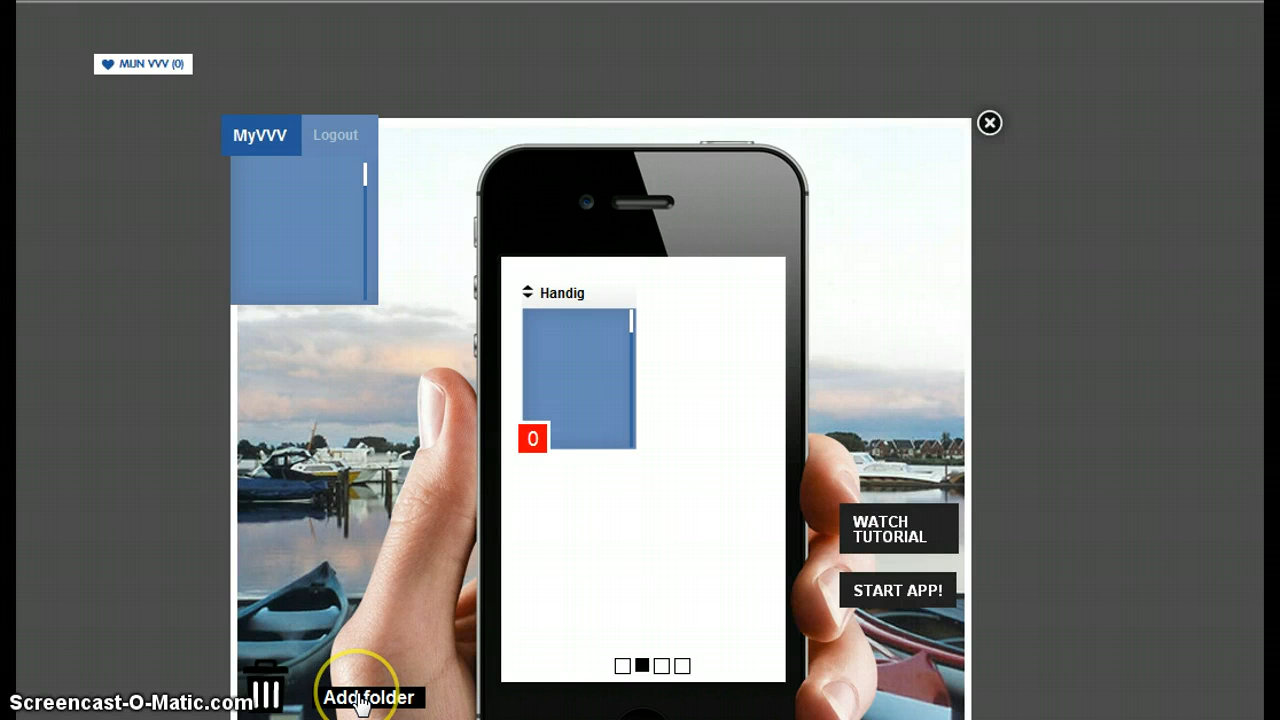 MIJN VVV (0)
MyVVV
Logout
Handig
0
WATCH
TUTORIAL
START APP!
Add folder
Screencast-O-Matic.com